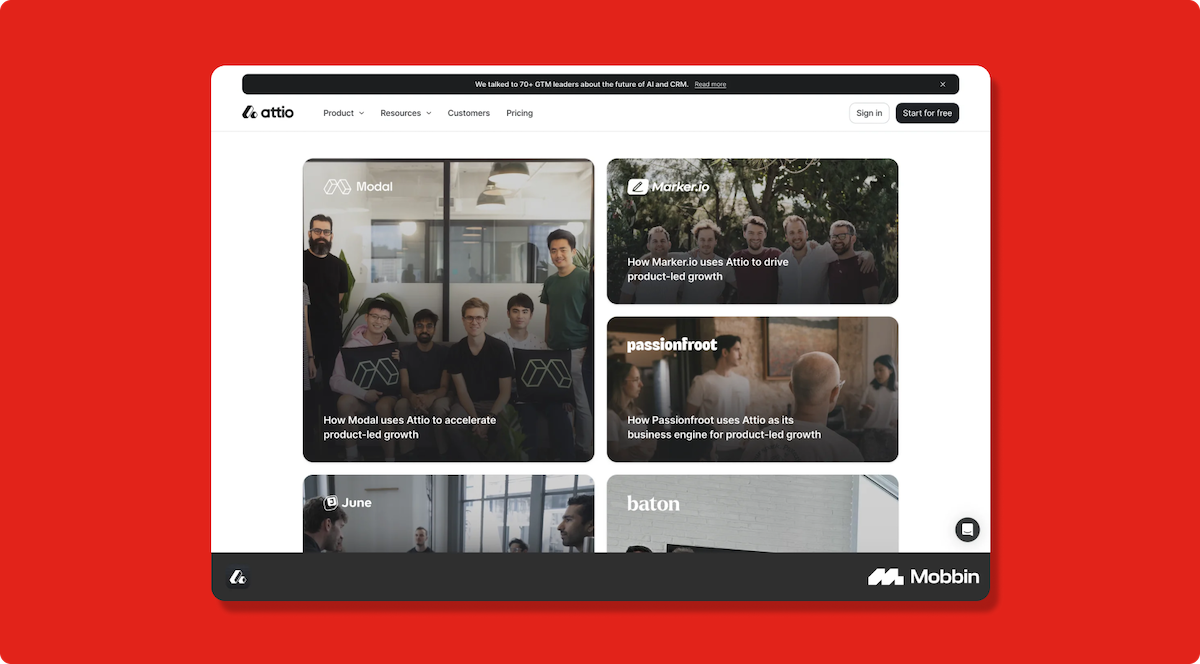 We talked to 70+ GTM leaders about the future of AI and CRM. Read more
attio
Product
Resources
Customers
Pricing
Sign in
Start for free
Modal
How Modal uses Attio to accelerate
product-led growth
Marker.io
How Marker.io uses Attio to drive
product-led growth
passionfroot
How Passionfroot uses Attio as its
business engine for product-led growth
June
baton
Mobbin